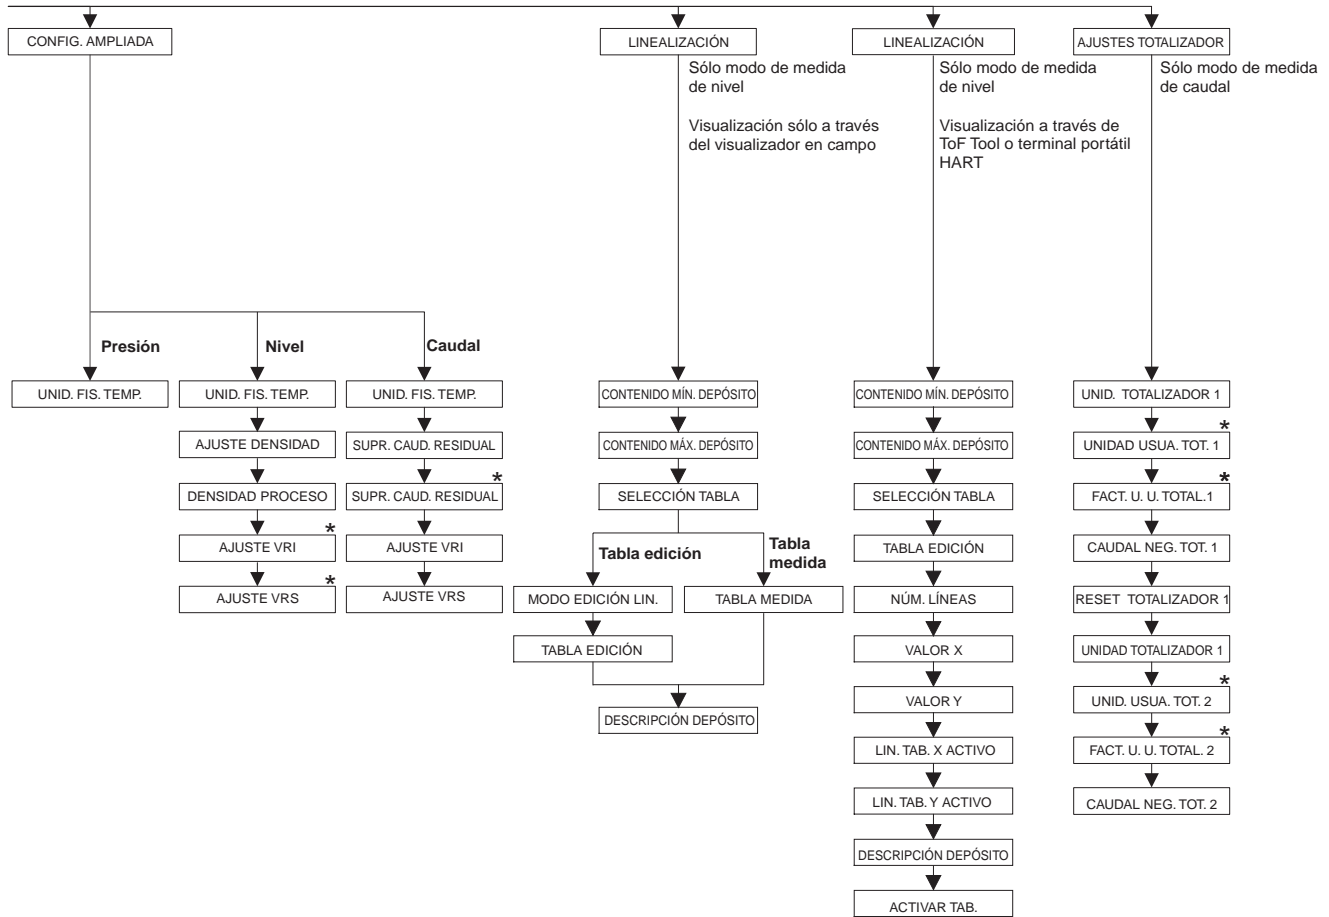 CONFIG. AMPLIADA
LINEALIZACIÓN
LINEALIZACIÓN
AJUSTES TOTALIZADOR
Sólo modo de medida
de nivel
Visualización sólo a través
del visualizador en campo
Sólo modo de medida
de nivel
Visualización a través de
ToF Tool o terminal portátil
HART
Sólo modo de medida
de caudal
Presión
Nivel
Caudal
UNID. FIS. TEMP.
UNID. FIS. TEMP.
AJUSTE DENSIDAD
DENSIDAD PROCESO
*
AJUSTE VRI
*
AJUSTE VRS
UNID. FIS. TEMP.
SUPR. CAUD. RESIDUAL
*
SUPR. CAUD. RESIDUAL
AJUSTE VRI
AJUSTE VRS
CONTENIDO MÍN. DEPÓSITO
CONTENIDO MÁX. DEPÓSITO
SELECCIÓN TABLA
Tabla edición
Tabla
medida
MODO EDICIÓN LIN.
TABLA MEDIDA
TABLA EDICIÓN
DESCRIPCIÓN DEPÓSITO
CONTENIDO MÍN. DEPÓSITO
CONTENIDO MÁX. DEPÓSITO
SELECCIÓN TABLA
TABLA EDICIÓN
NÚM. LÍNEAS
VALOR X
VALOR Y
LIN. TAB. X ACTIVO
LIN. TAB. Y ACTIVO
DESCRIPCIÓN DEPÓSITO
ACTIVAR TAB.
UNID. TOTALIZADOR 1
*
UNIDAD USUA. TOT. 1
*
FACT. U. U. TOTAL.1
CAUDAL NEG. TOT. 1
RESET TOTALIZADOR 1
UNIDAD TOTALIZADOR 1
*
UNID. USUA. TOT. 2
*
FACT. U. U. TOTAL. 2
CAUDAL NEG. TOT. 2